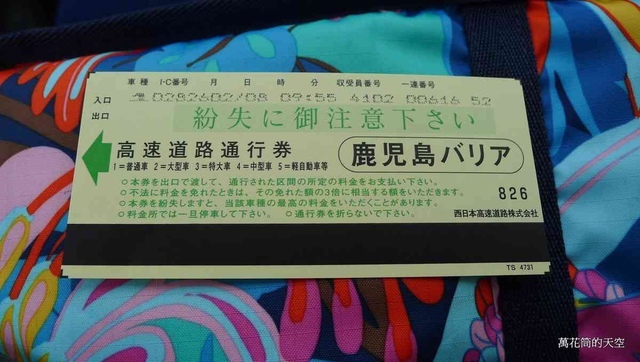 車種 I・C番号 月 日 時 分 収受員番号 一連番号
入口
出口
紛失に御注意下さい
高速道路通行券
鹿児島バリア
1=普通車 2=大型車 3=特大車 4=中型車 5=軽自動車等
○本券を出口で渡して、通行された区間の所定の料金をお支払い下さい。
○不法に料金を免れたときは、その免れた額の3倍に相当する額をいただきます。
○本券を紛失しますと、当該車種の最高の料金をいただくことがあります。
○料金所では一旦停車して下さい。 ○通行券を折らないで下さい。
826
西日本高速道路株式会社
TS 4731
萬花筒的天空